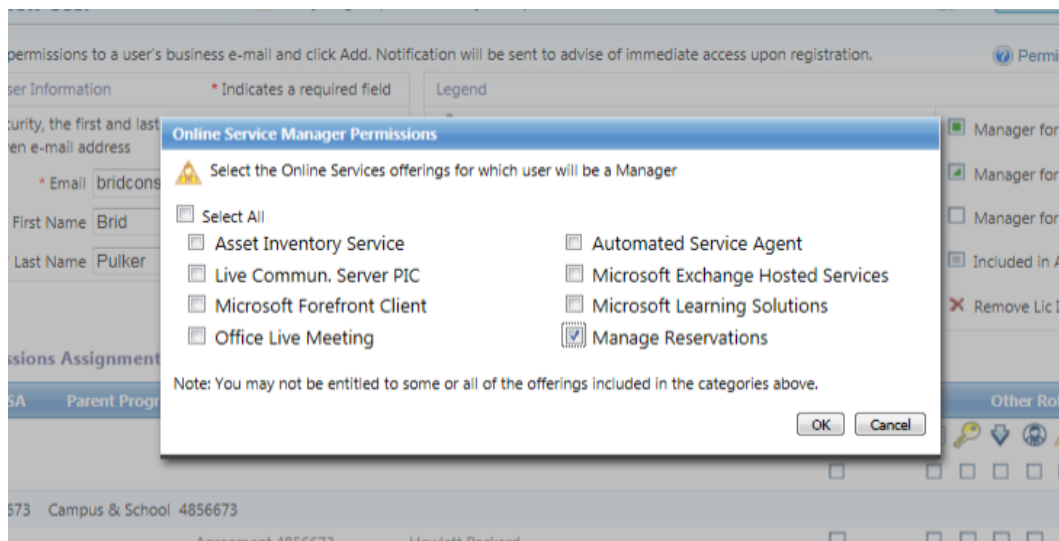 permissions to a user's business e-mail and click Add. Notification will be sent to advise of immediate access upon registration.
ser Information * Indicates a required field Legend
curity, the first and last
en e-mail address
* Email bridcons
First Name Brid
Last Name Pulker
Online Service Manager Permissions
Select the Online Services offerings for which user will be a Manager
Select All
Asset Inventory Service Automated Service Agent
Live Commun. Server PIC Microsoft Exchange Hosted Services
Microsoft Forefront Client Microsoft Learning Solutions
Office Live Meeting Manage Reservations
Note: You may not be entitled to some or all of the offerings included in the categories above.
OK Cancel
Permi
Manager for
Manager for
Manager for
Included in A
Remove Lic I
ssions Assignment
SA Parent Progr Other Rol
573 Campus & School 4856673
Agreement 4856673 Hewlett Packard